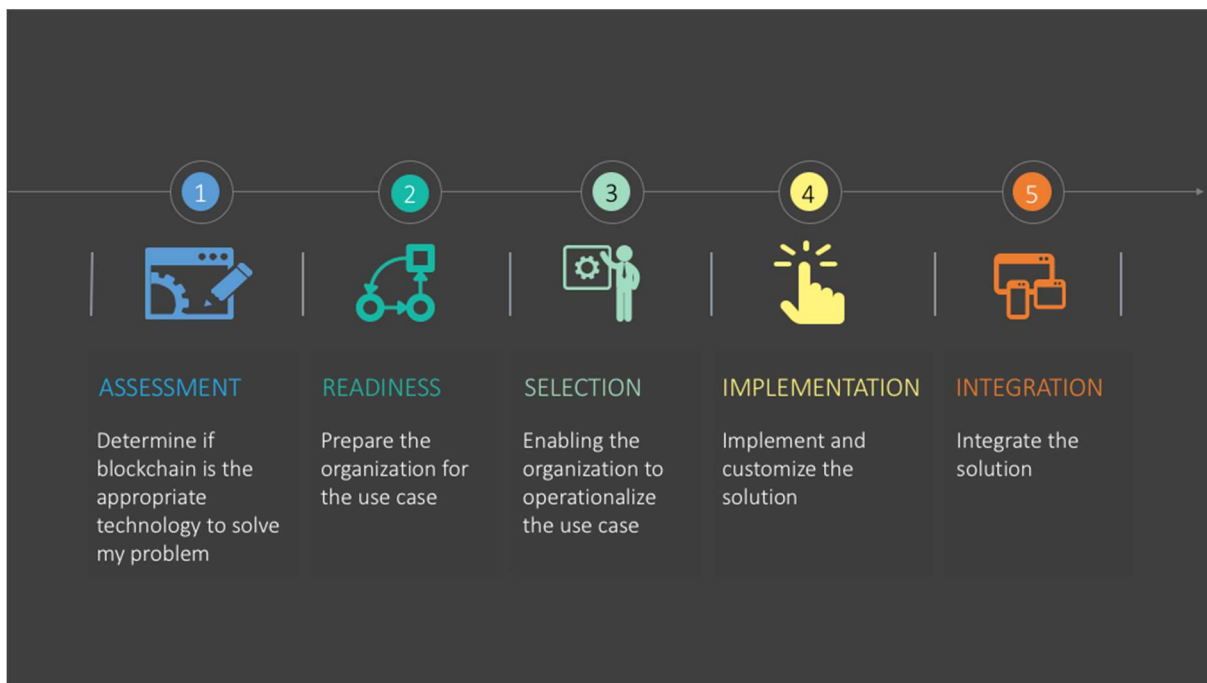 1
2
3
4
5
ASSESSMENT
Determine if
blockchain is the
appropriate
technology to solve
my problem
READINESS
Prepare the
organization for
the use case
SELECTION
Enabling the
organization to
operationalize
the use case
IMPLEMENTATION
Implement and
customize the
solution
INTEGRATION
Integrate the
solution